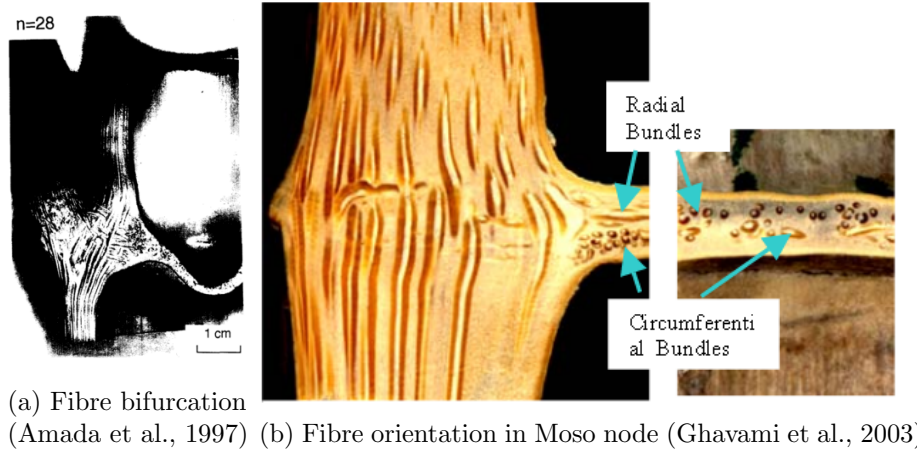 n=28
1 cm
Radial
Bundles
Circumferenti
al Bundles
(a) Fibre bifurcation
(Amada et al., 1997)
(b) Fibre orientation in Moso node (Ghavami et al., 2003)